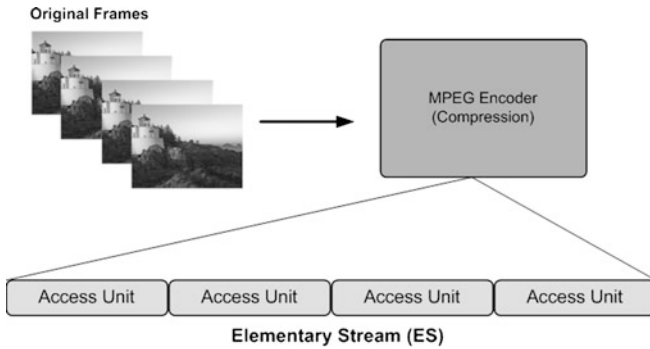 Original Frames
MPEG Encoder
(Compression)
Access Unit Access Unit Access Unit Access Unit
Elementary Stream (ES)